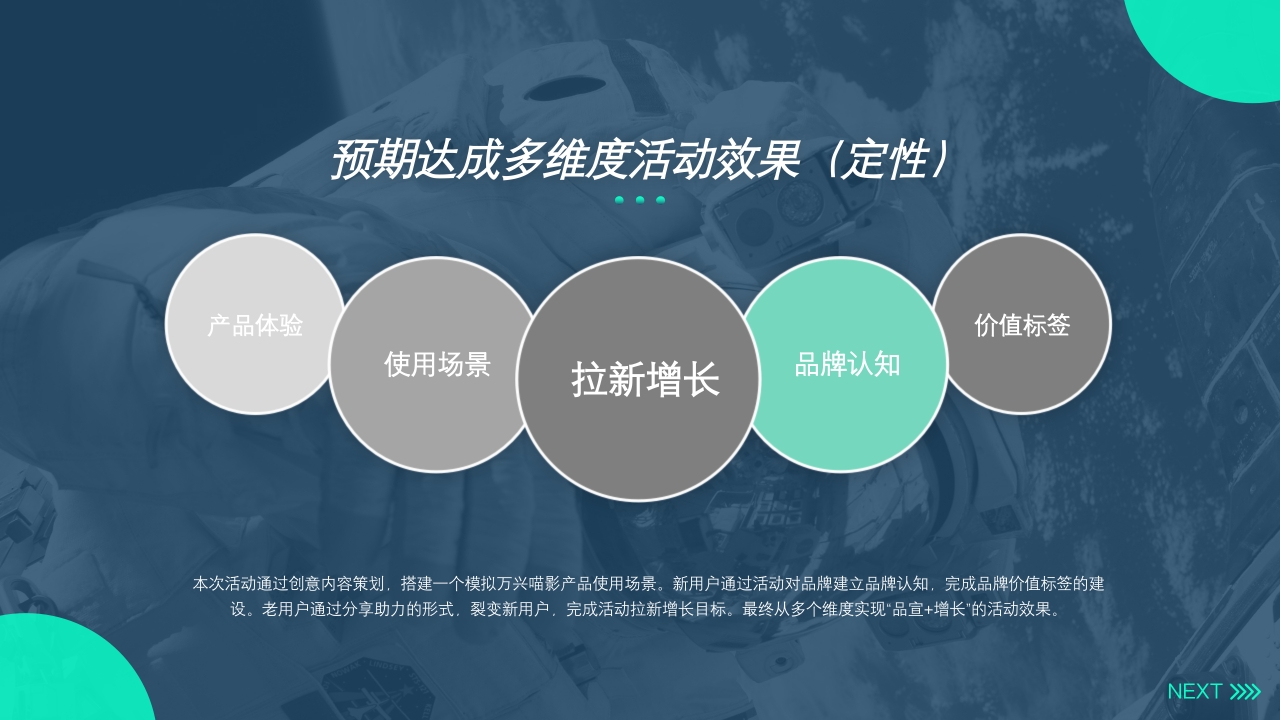 预期达成多维度活动效果（定性）
产品体验
使用场景
拉新增长
品牌认知
价值标签
本次活动通过创意内容策划，搭建一个模拟万兴喵影产品使用场景。新用户通过活动对品牌建立品牌认知，完成品牌价值标签的建
设。老用户通过分享助力的形式，裂变新用户，完成活动拉新增长目标。最终从多个维度实现“品宣+增长”的活动效果。
NEXT